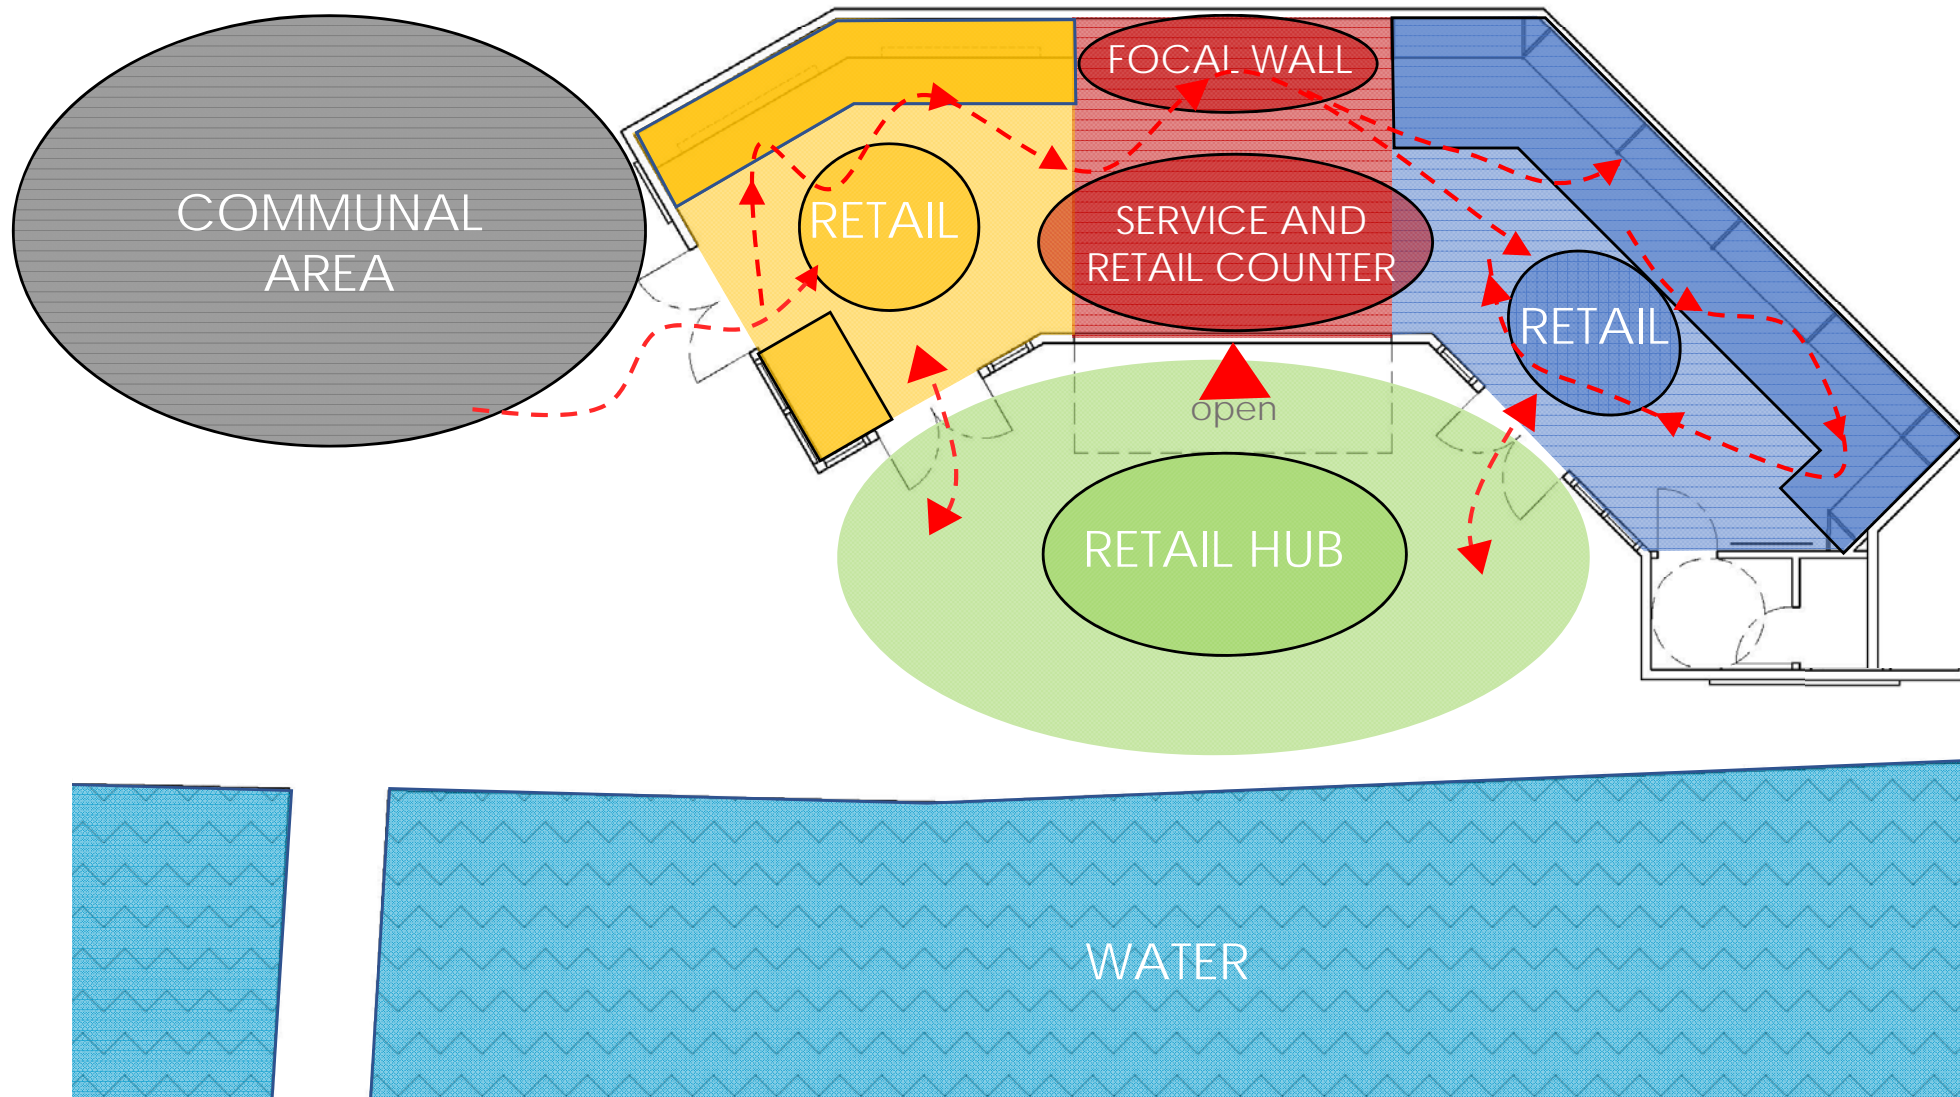 FOCAL WALL
COMMUNAL
AREA
RETAIL
SERVICE AND
RETAIL COUNTER
RETAIL
open
RETAIL HUB
WATER